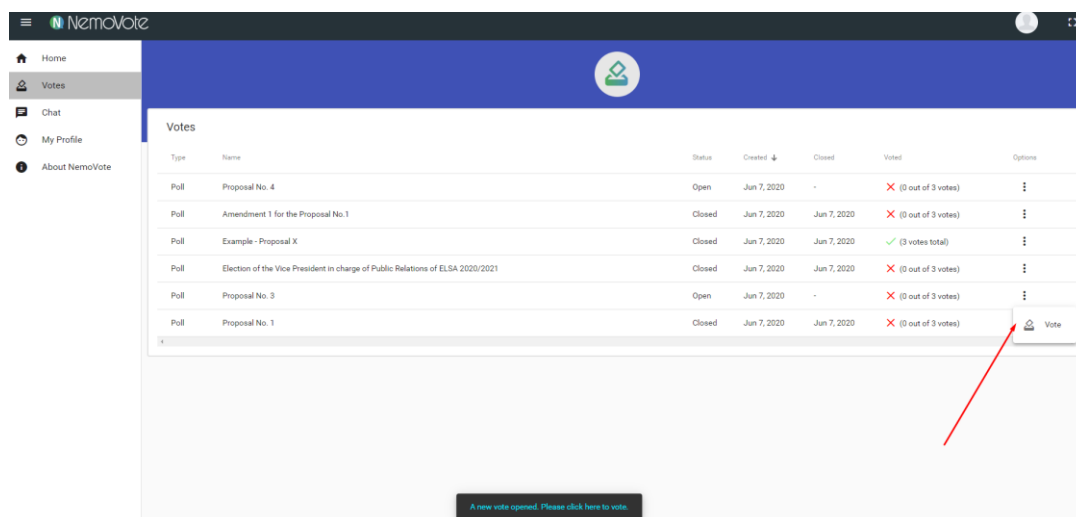 NemoVote
Home
Votes
Chat
My Profile
About NemoVote
Votes
Type Name Status Created Closed Voted Options
Poll Proposal No. 4 Open Jun 7, 2020 - (0 out of 3 votes)
Poll Amendment 1 for the Proposal No.1 Closed Jun 7, 2020 Jun 7, 2020 (0 out of 3 votes)
Poll Example - Proposal X Closed Jun 7, 2020 Jun 7, 2020 (3 votes total)
Poll Election of the Vice President in charge of Public Relations of ELSA 2020/2021 Closed Jun 7, 2020 Jun 7, 2020 (0 out of 3 votes)
Poll Proposal No. 3 Open Jun 7, 2020 - (0 out of 3 votes)
Poll Proposal No. 1 Closed Jun 7, 2020 Jun 7, 2020 (0 out of 3 votes) Vote
A new vote opened. Please click here to vote.